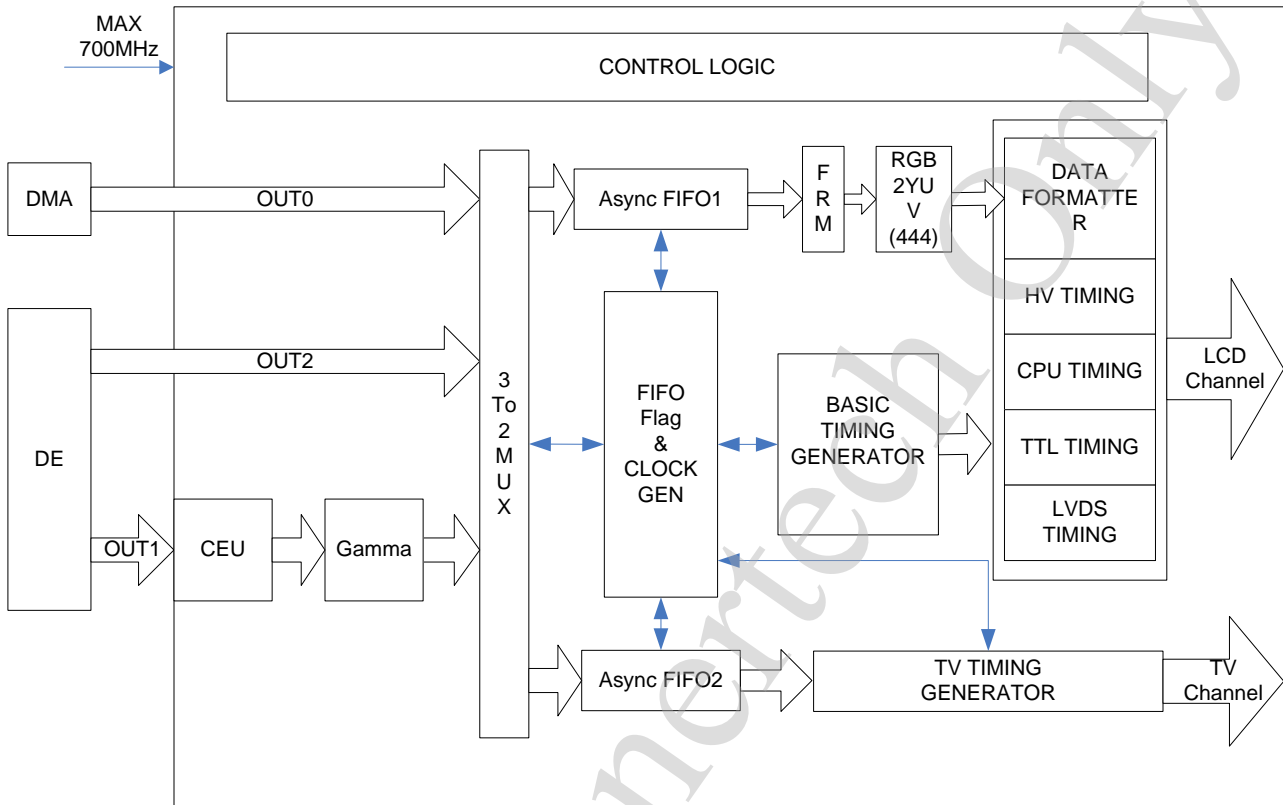 MAX
700MHz
CONTROL LOGIC
DMA
OUT0
3
To
2
M
U
X
Async FIFO1
F
R
M
RGB
2YU
V
(444)
DATA
FORMATTE
R
HV TIMING
CPU TIMING
TTL TIMING
LVDS
TIMING
LCD
Channel
DE
OUT2
OUT1
CEU
Gamma
FIFO
Flag
&
CLOCK
GEN
BASIC
TIMING
GENERATOR
Async FIFO2
TV TIMING
GENERATOR
TV
Channel
nertech Only